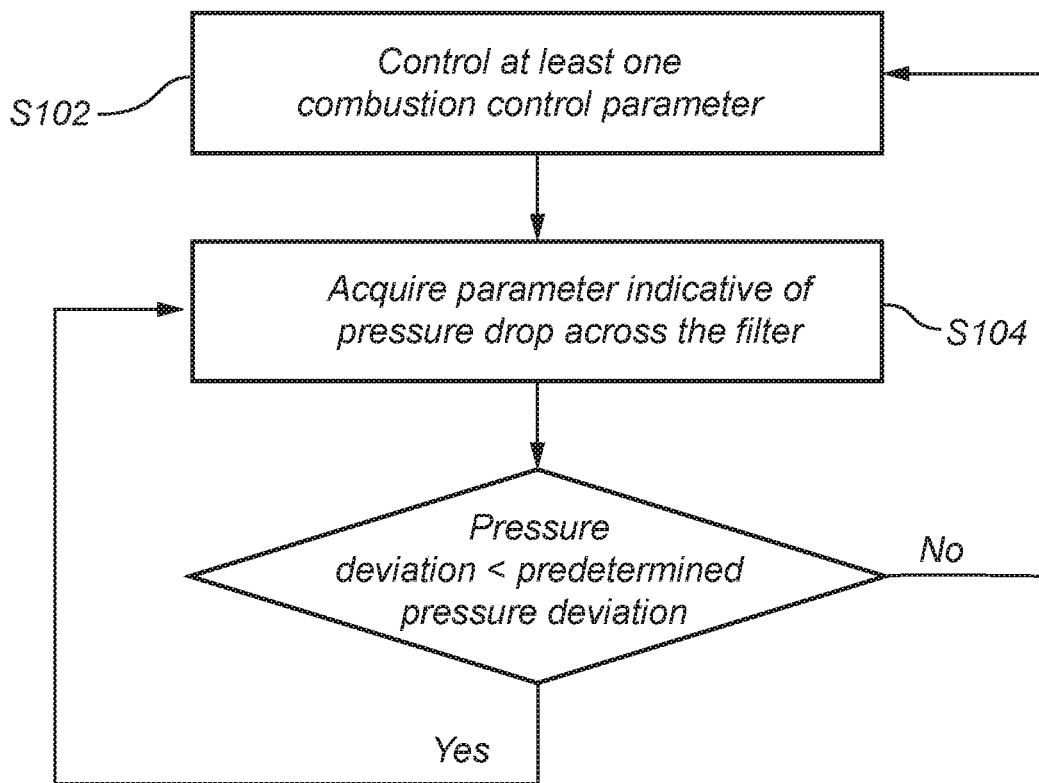 Control at least one
combustion control parameter
S102
Acquire parameter indicative of
pressure drop across the filter
S104
Pressure
deviation < predetermined
pressure deviation
No
Yes